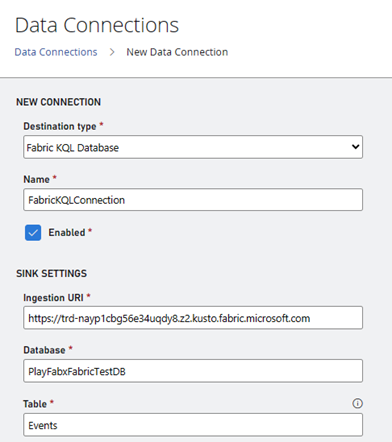 Data Connections
Data Connections > New Data Connection
NEW CONNECTION
Destination type *
Fabric KQL Database
Name *
FabricKQLConnection
Enabled *
SINK SETTINGS
Ingestion URI *
https://trd-nayp1cbg56e34uqdy8.z2.kusto.fabric.microsoft.com
Database *
PlayFabxFabricTestDB
Table *
Events